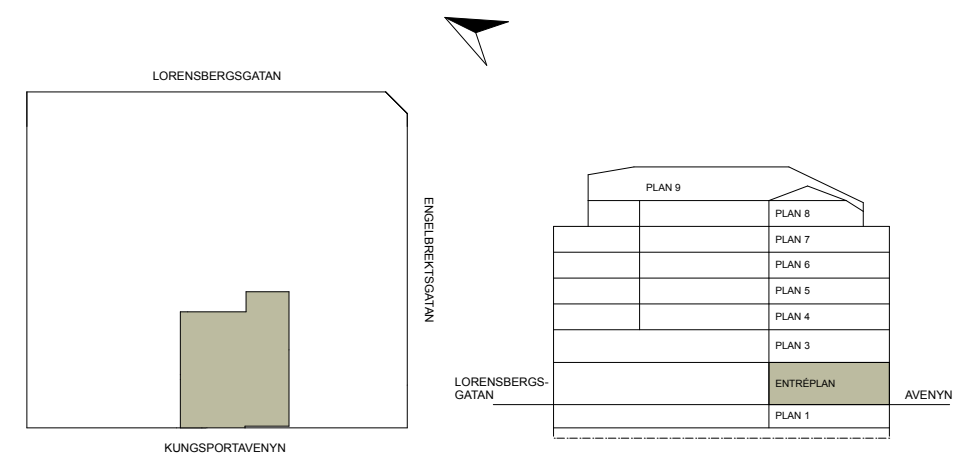 LORENSBERGSGATAN
ENGELBREKTSGATAN
KUNGSPORTAVENYN
PLAN 9
PLAN 8
PLAN 7
PLAN 6
PLAN 5
PLAN 4
PLAN 3
ENTRÉPLAN
PLAN 1
LORENSBERGS-
GATAN
AVENYN